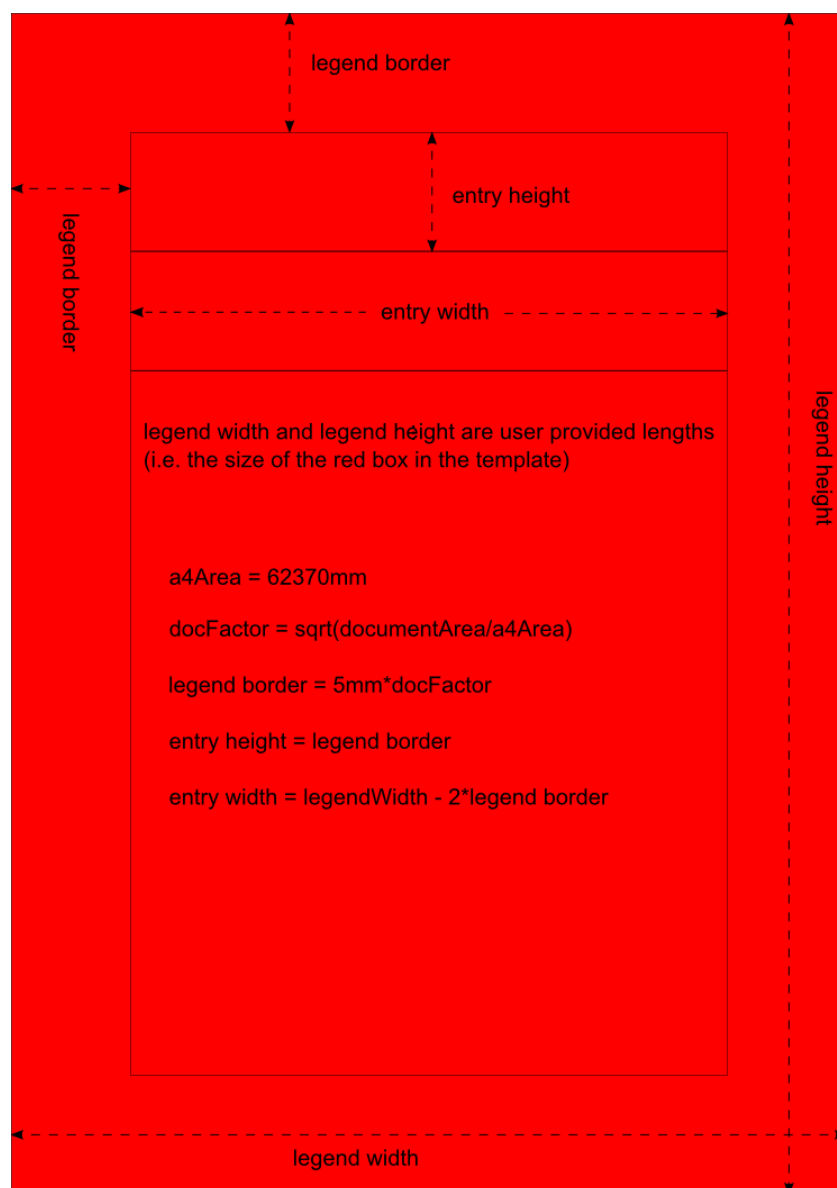 legend border
entry height
legend border
entry width
legend height
legend width and legend height are user provided lengths
(i.e. the size of the red box in the template)
a4Area = 62370mm
docFactor = sqrt(documentArea/a4Area)
legend border = 5mm*docFactor
entry height = legend border
entry width = legendWidth - 2*legend border
legend width